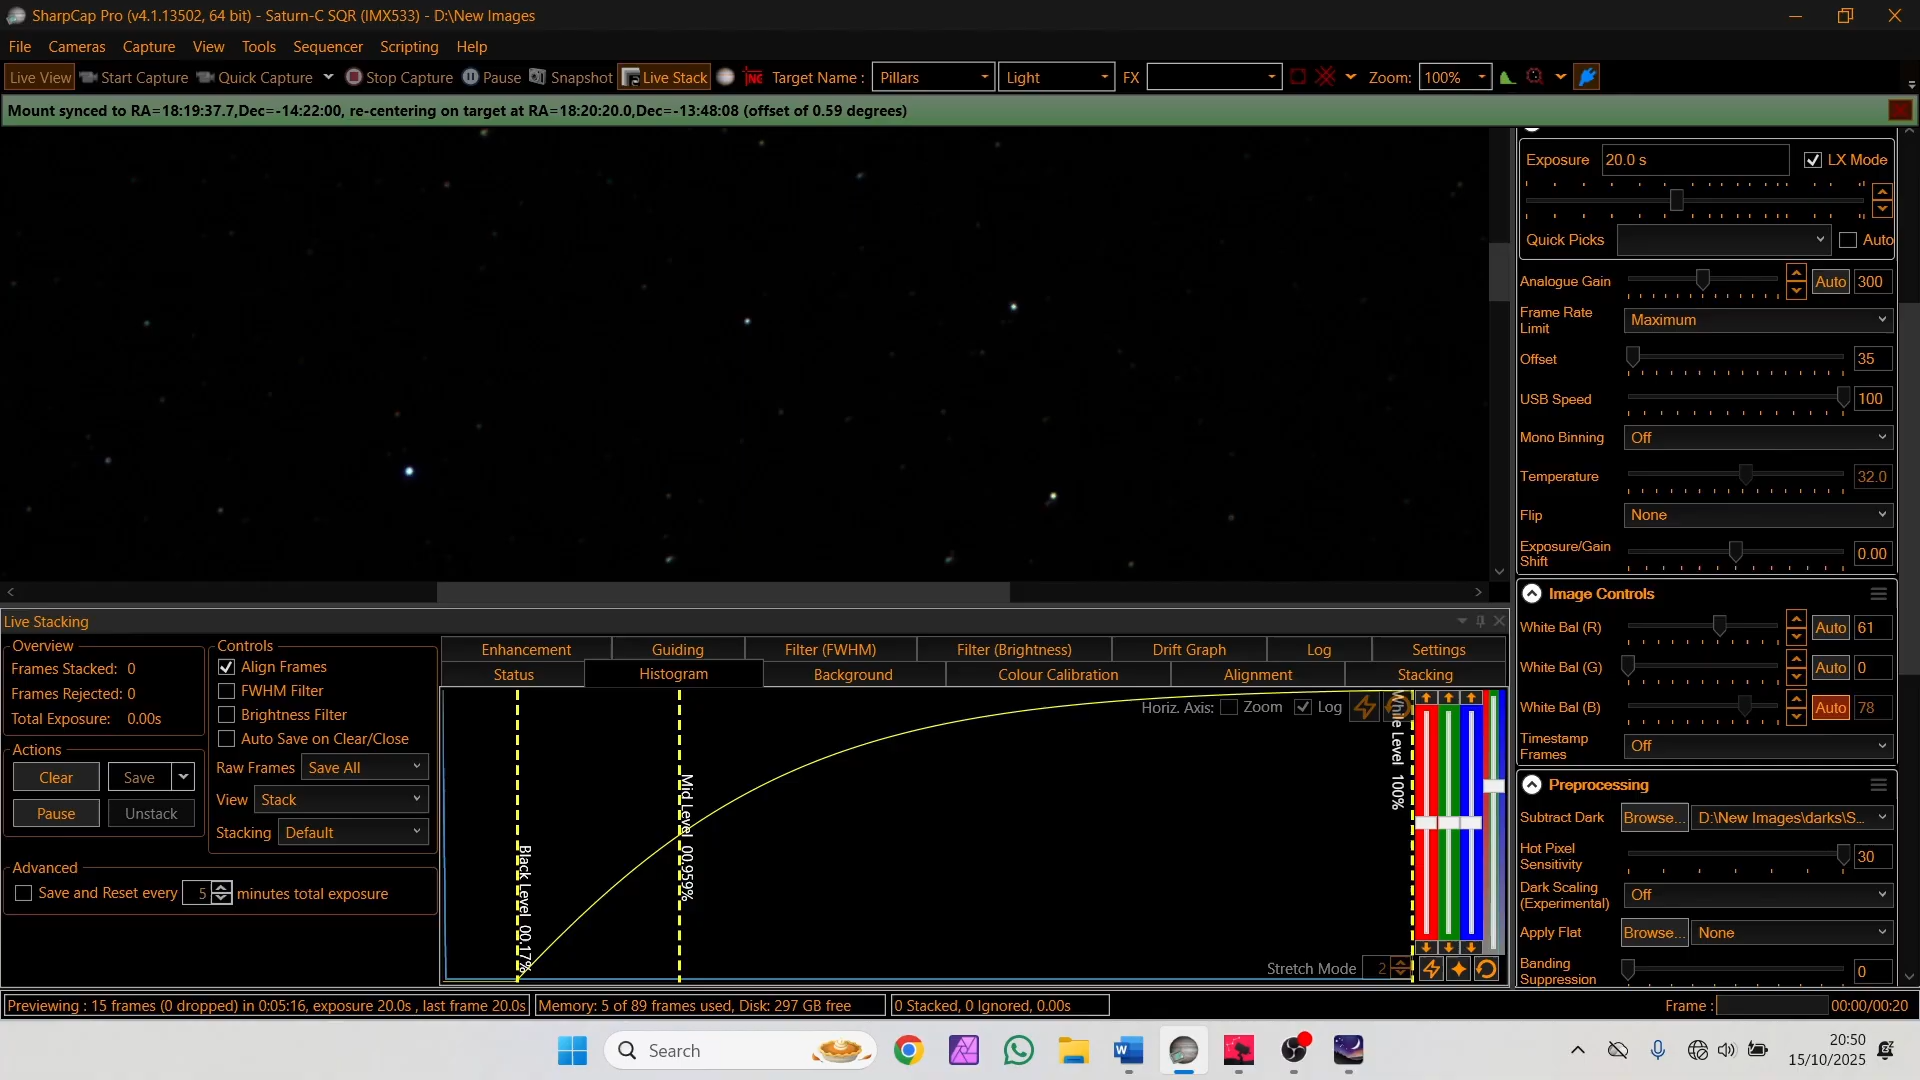 SharpCap Pro (v4.1.13502, 64 bit) - Saturn-C SQR (IMX533) - D:\New Images
File Cameras Capture View Tools Sequencer Scripting Help
Live View Start Capture Quick Capture Stop Capture Pause Snapshot Live Stack Target Name : Pillars Light FX Zoom: 100%
Mount synced to RA=18:19:37.7,Dec=-14:22:00, re-centering on target at RA=18:20:20.0,Dec=-13:48:08 (offset of 0.59 degrees)
Exposure 20.0 s LX Mode
Quick Picks Auto
Analogue Gain Auto 300
Frame Rate Limit Maximum
Offset 35
USB Speed 100
Mono Binning Off
Temperature 32.0
Flip None
Exposure/Gain Shift 0.00
Image Controls
White Bal (R) Auto 61
White Bal (G) Auto 0
White Bal (B) Auto 78
Timestamp Frames Off
Preprocessing
Subtract Dark Browse... D:\New Images\darks\S...
Hot Pixel Sensitivity 30
Dark Scaling (Experimental) Off
Apply Flat Browse... None
Banding Suppression 0
Live Stacking
Overview
Frames Stacked: 0
Frames Rejected: 0
Total Exposure: 0.00s
Actions
Clear Save
Pause Unstack
Controls
Align Frames
FWHM Filter
Brightness Filter
Auto Save on Clear/Close
Raw Frames Save All
View Stack
Stacking Default
Advanced
Save and Reset every 5 minutes total exposure
Enhancement Guiding Filter (FWHM) Filter (Brightness) Drift Graph Log Settings
Status Histogram Background Colour Calibration Alignment Stacking
Horiz. Axis: Zoom Log
Black Level 00.17%
Mid Level 00.959%
White Level 100%
Stretch Mode 2
Previewing : 15 frames (0 dropped) in 0:05:16, exposure 20.0s , last frame 20.0s Memory: 5 of 89 frames used, Disk: 297 GB free 0 Stacked, 0 Ignored, 0.00s Frame : 00:00/00:20
Search
20:50
15/10/2025